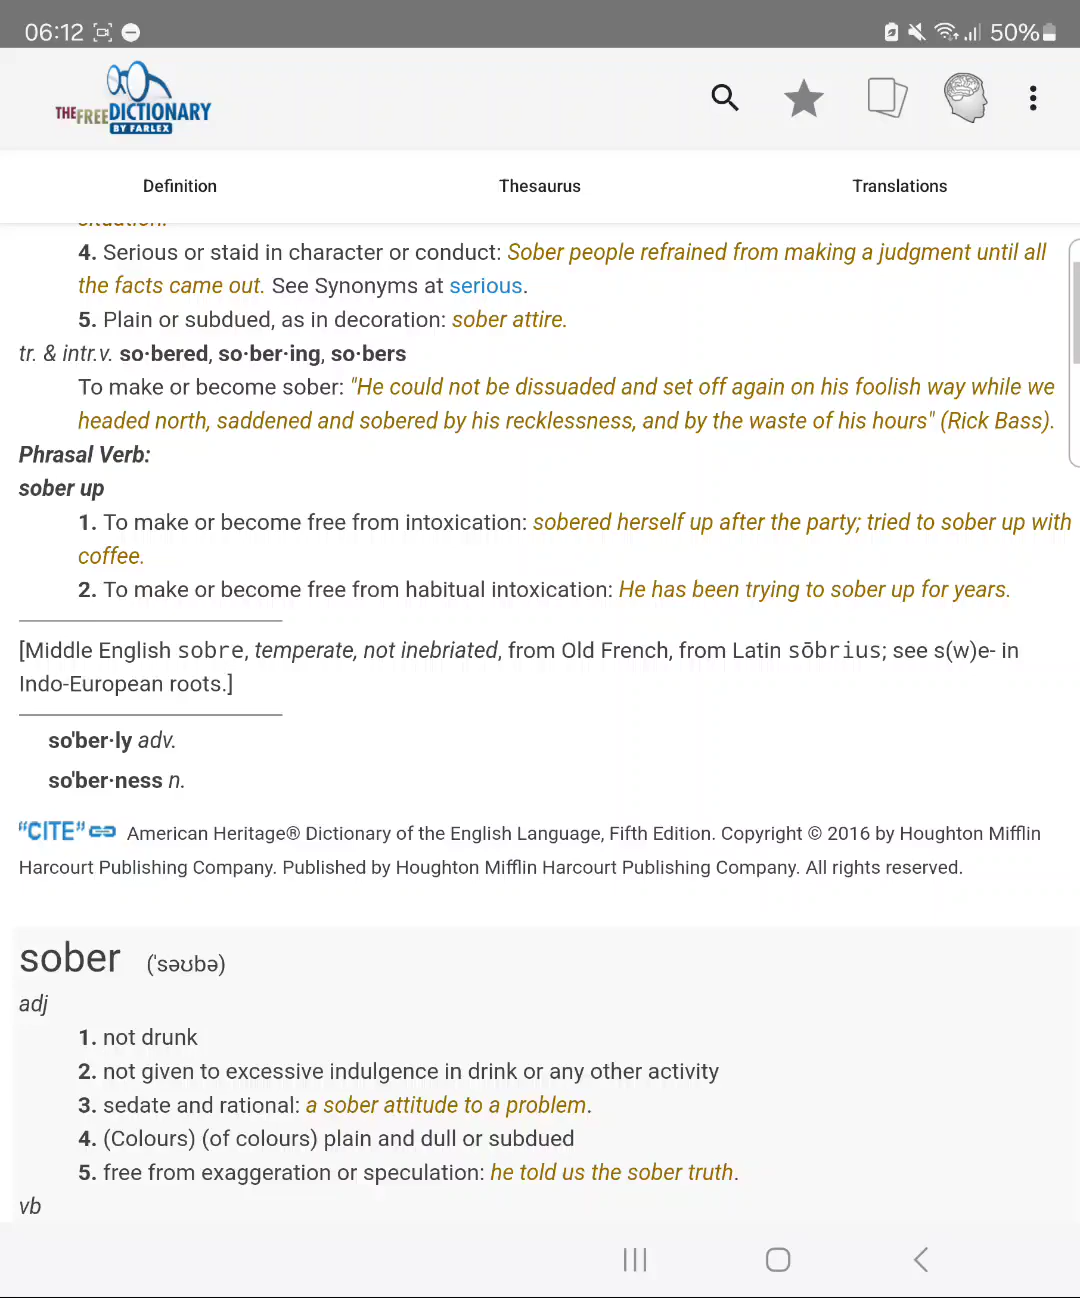 06:12
50%
THEFREEDICTIONARY
BY FARLEX
Definition Thesaurus Translations
situation.
4. Serious or staid in character or conduct: Sober people refrained from making a judgment until all
the facts came out. See Synonyms at serious.
5. Plain or subdued, as in decoration: sober attire.
tr. & intr.v. so·bered, so·ber·ing, so·bers
To make or become sober: "He could not be dissuaded and set off again on his foolish way while we
headed north, saddened and sobered by his recklessness, and by the waste of his hours" (Rick Bass).
Phrasal Verb:
sober up
1. To make or become free from intoxication: sobered herself up after the party; tried to sober up with
coffee.
2. To make or become free from habitual intoxication: He has been trying to sober up for years.
[Middle English sobre, temperate, not inebriated, from Old French, from Latin sōbrius; see s(w)e- in
Indo-European roots.]
so'ber·ly adv.
so'ber·ness n.
"CITE" American Heritage® Dictionary of the English Language, Fifth Edition. Copyright © 2016 by Houghton Mifflin
Harcourt Publishing Company. Published by Houghton Mifflin Harcourt Publishing Company. All rights reserved.
sober (ˈsəʊbə)
adj
1. not drunk
2. not given to excessive indulgence in drink or any other activity
3. sedate and rational: a sober attitude to a problem.
4. (Colours) (of colours) plain and dull or subdued
5. free from exaggeration or speculation: he told us the sober truth.
vb